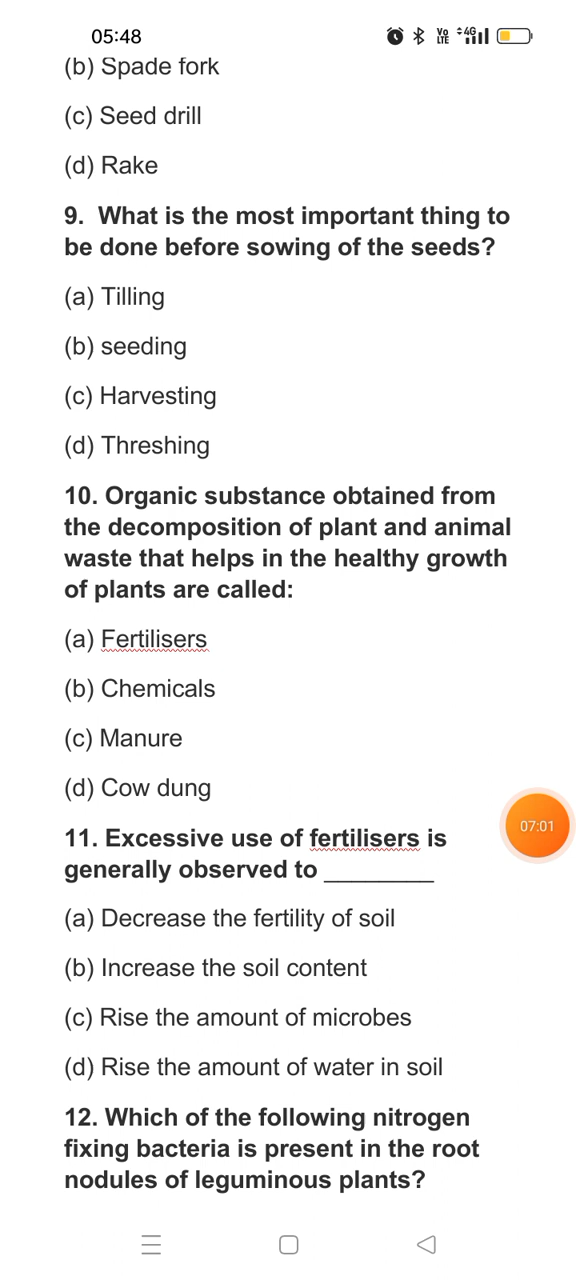 05:48
Vo LTE 4G
(b) Spade fork
(c) Seed drill
(d) Rake
9.  What is the most important thing to
be done before sowing of the seeds?
(a) Tilling
(b) seeding
(c) Harvesting
(d) Threshing
10. Organic substance obtained from
the decomposition of plant and animal
waste that helps in the healthy growth
of plants are called:
(a) Fertilisers
(b) Chemicals
(c) Manure
(d) Cow dung
07:01
11. Excessive use of fertilisers is
generally observed to ________
(a) Decrease the fertility of soil
(b) Increase the soil content
(c) Rise the amount of microbes
(d) Rise the amount of water in soil
12. Which of the following nitrogen
fixing bacteria is present in the root
nodules of leguminous plants?